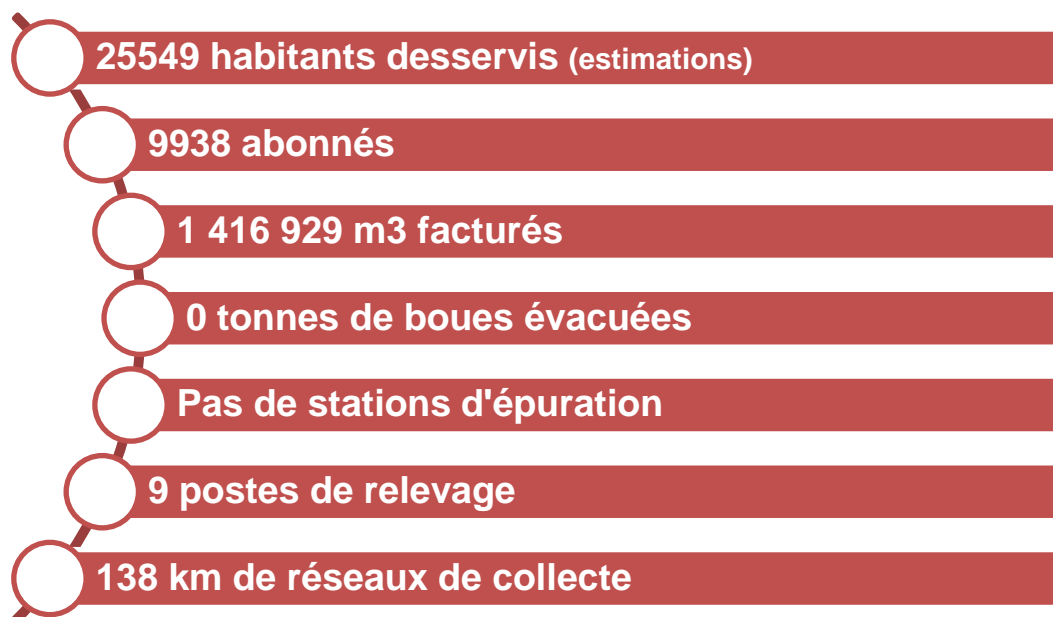 25549 habitants desservis (estimations)
9938 abonnés
1 416 929 m3 facturés
0 tonnes de boues évacuées
Pas de stations d'épuration
9 postes de relevage
138 km de réseaux de collecte